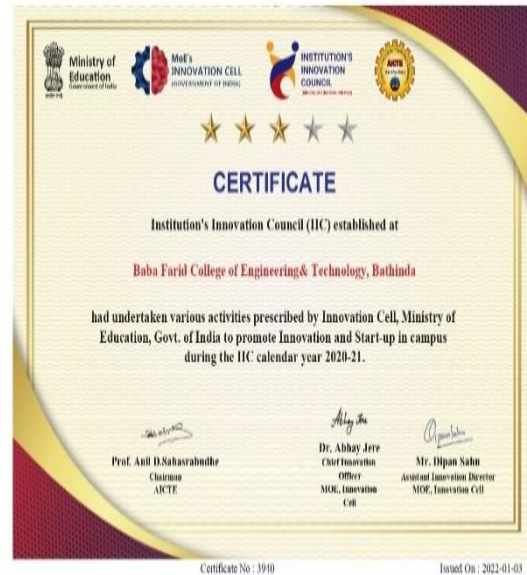 Ministry of
Education
Government of India
MoE's
INNOVATION CELL
(GOVERNMENT OF INDIA)
INSTITUTION'S
INNOVATION
COUNCIL
AICTE
CERTIFICATE
Institution's Innovation Council (IIC) established at
Baba Farid College of Engineering& Technology, Bathinda
had undertaken various activities prescribed by Innovation Cell, Ministry of
Education, Govt. of India to promote Innovation and Start-up in campus
during the IIC calendar year 2020-21.
Prof. Anil D.Sahasrabudhe
Chairman
AICTE
Abhay Jere
Dr. Abhay Jere
Chief Innovation
Officer
MOE, Innovation
Cell
Mr. Dipan Sahu
Assistant Innovation Director
MOE, Innovation Cell
Certificate No : 3940
Issued On : 2022-01-03